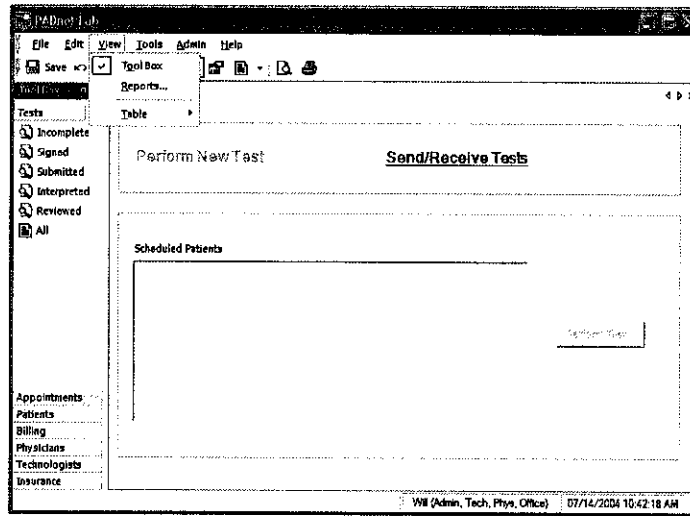 PADnet Lab
File Edit View Tools Admin Help
Save
Tool Box
Reports...
Table
Tests
Incomplete
Signed
Submitted
Interpreted
Reviewed
All
Perform New Test
Send/Receive Tests
Scheduled Patients
Appointments
Patients
Billing
Physicians
Technologists
Insurance
Will (Admin, Tech, Phys, Office) 07/14/2004 10:42:18 AM